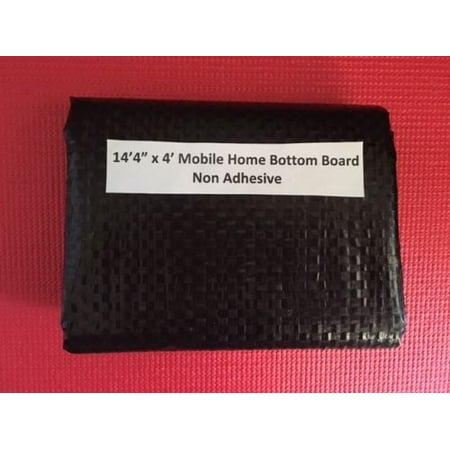 14’4” x 4’ Mobile Home Bottom Board
Non Adhesive